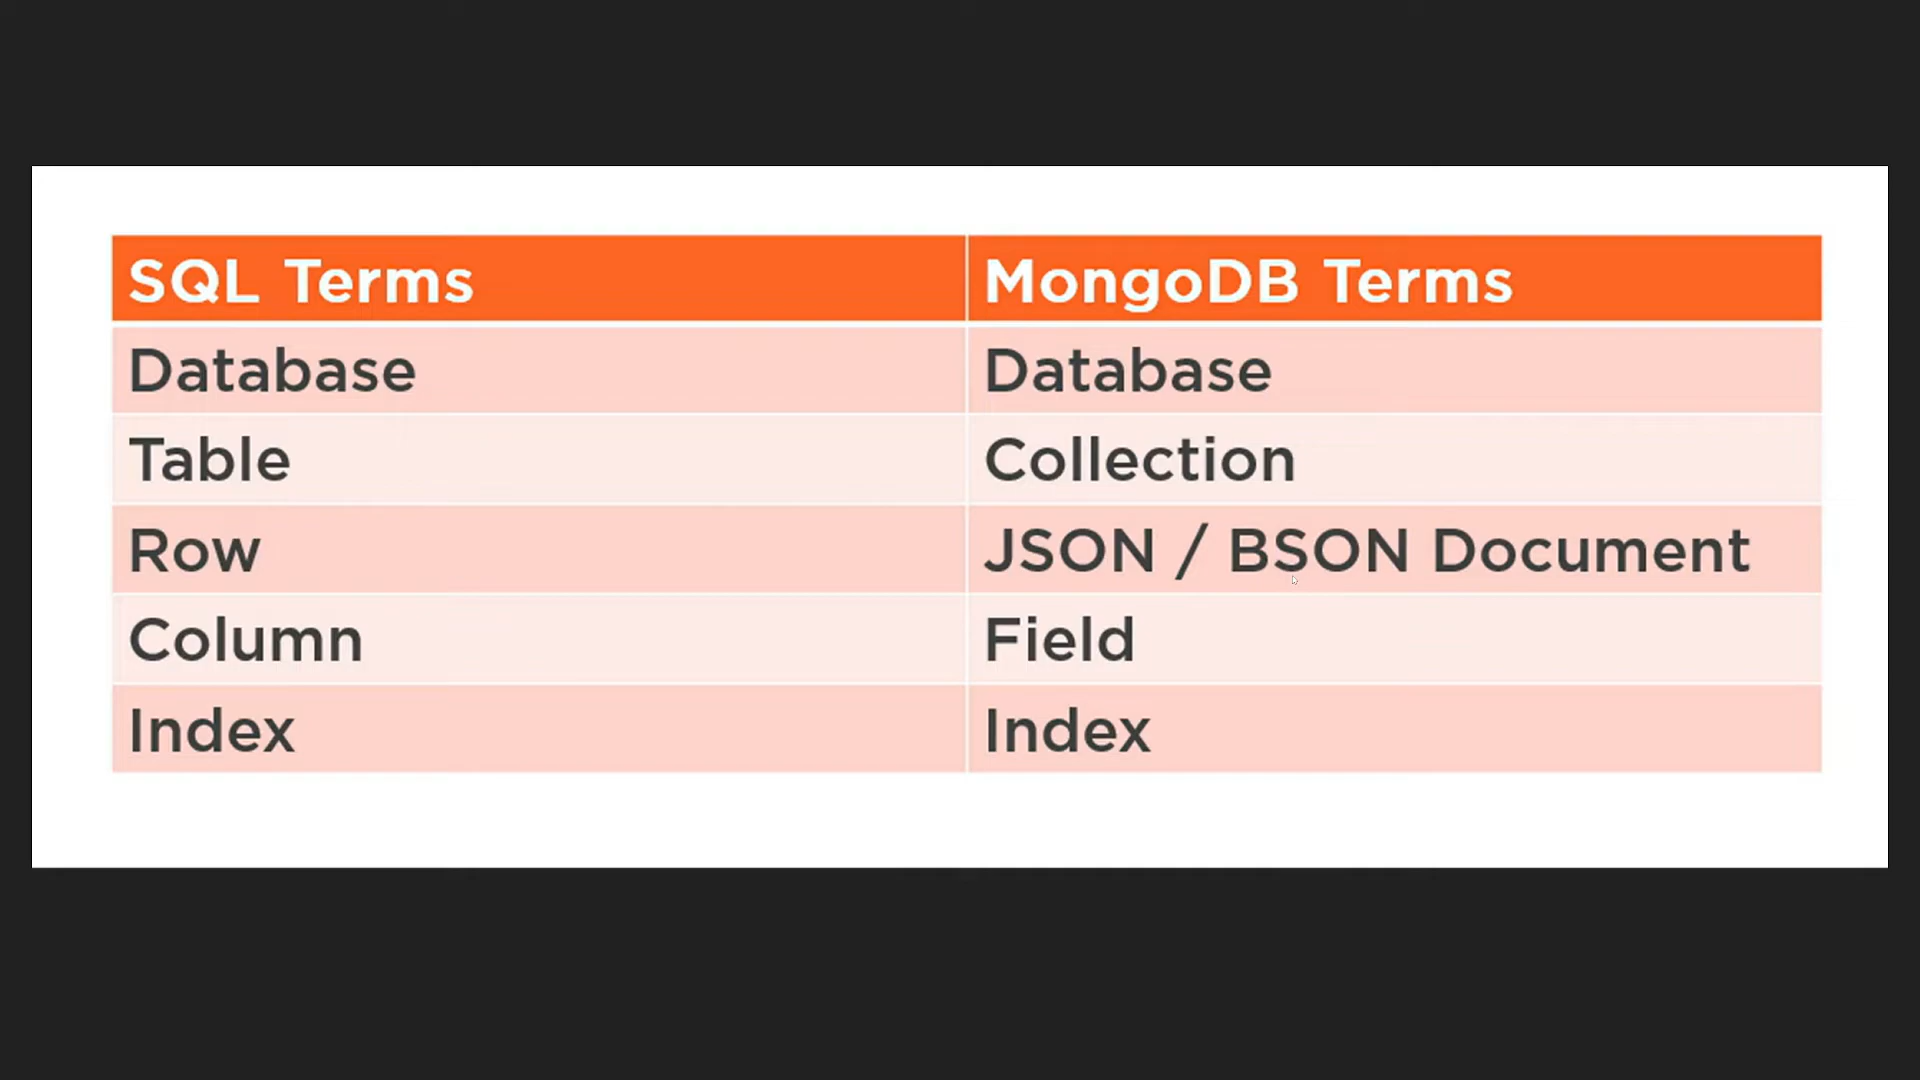 SQL Terms MongoDB Terms
Database Database
Table Collection
Row JSON / BSON Document
Column Field
Index Index